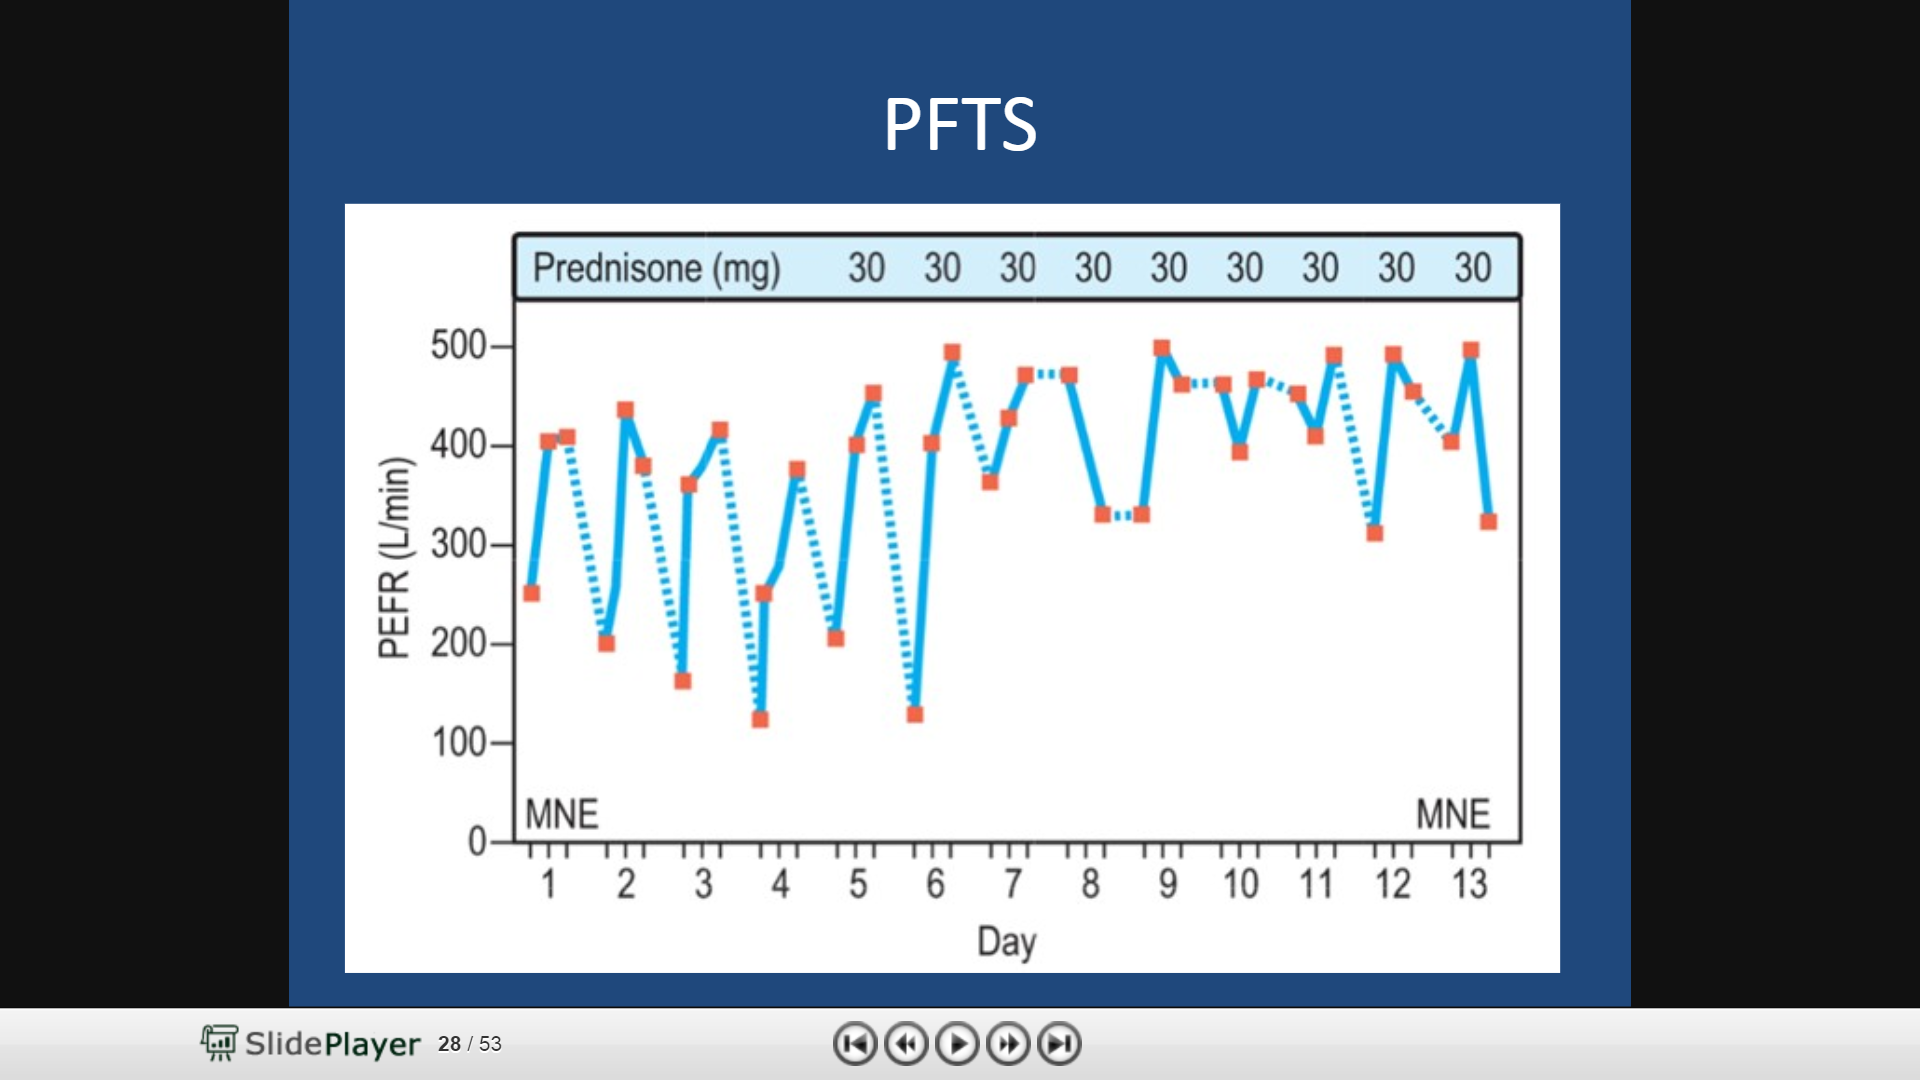 PFTS
Prednisone (mg) 30 30 30 30 30 30 30 30 30
500
400
300
200
100
0
PEFR (L/min)
MNE MNE
1 2 3 4 5 6 7 8 9 10 11 12 13
Day
SlidePlayer 28 / 53